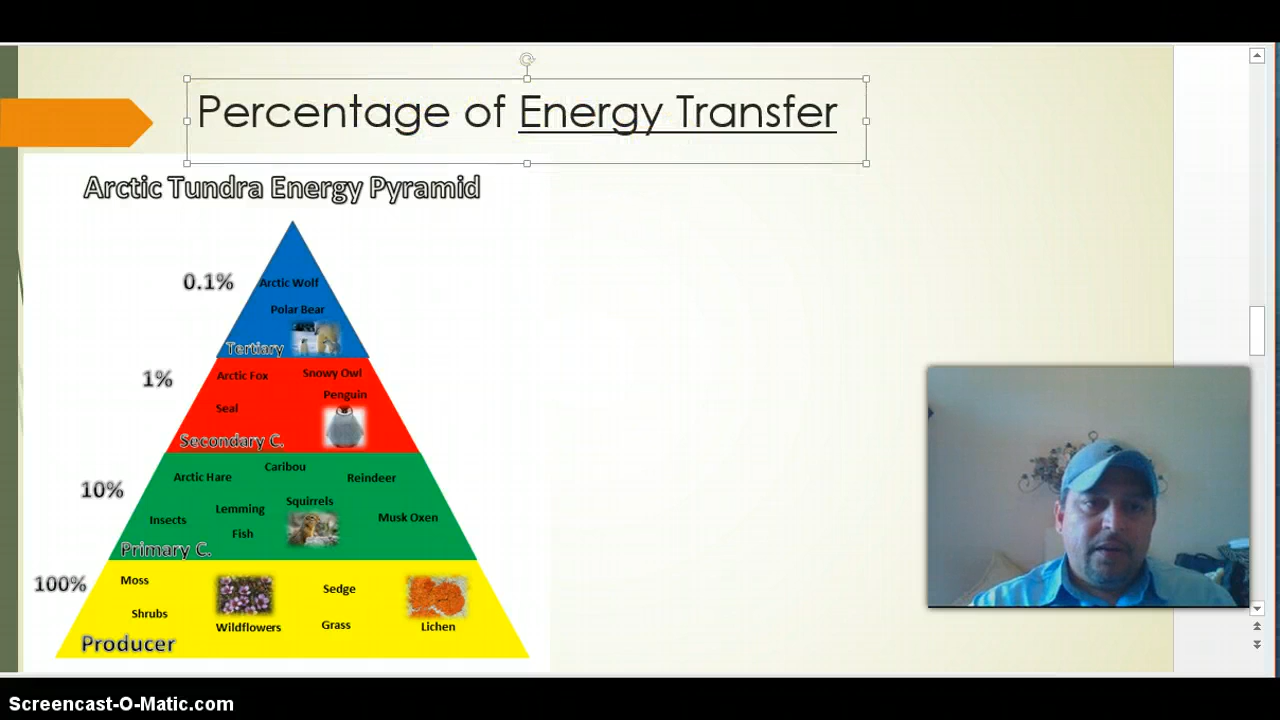 Percentage of Energy Transfer
Arctic Tundra Energy Pyramid
0.1%
Arctic Wolf
Polar Bear
Tertiary
1%
Arctic Fox
Snowy Owl
Penguin
Seal
Secondary C.
10%
Caribou
Arctic Hare
Reindeer
Squirrels
Lemming
Insects
Musk Oxen
Fish
Primary C.
100%
Moss
Sedge
Shrubs
Wildflowers
Grass
Lichen
Producer
Screencast-O-Matic.com